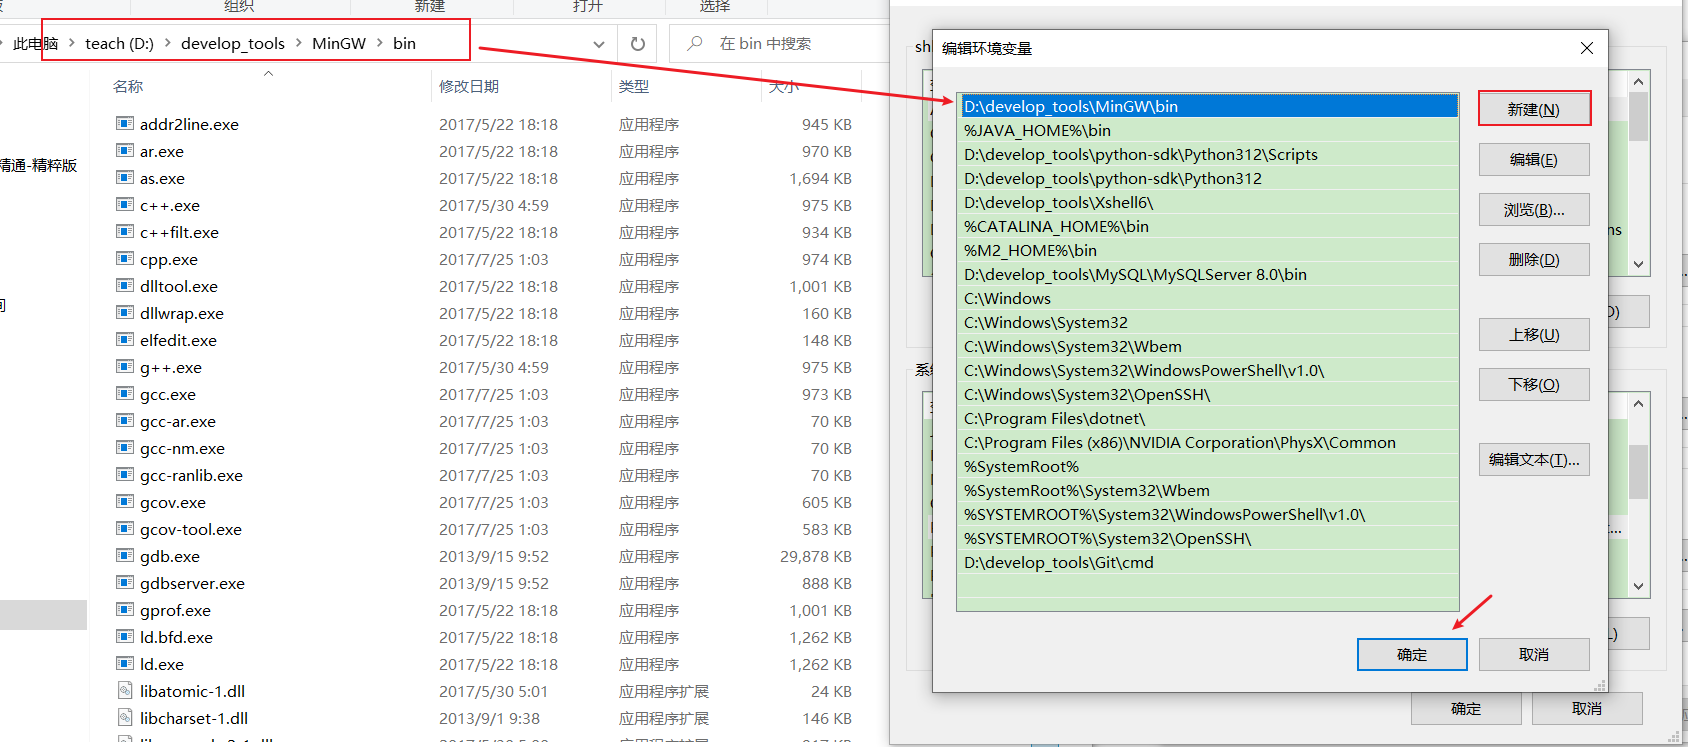 组织
新建
打开
选择
此电脑 > teach (D:) > develop_tools > MinGW > bin
在 bin 中搜索
名称 修改日期 类型 大小
精通-精粹版
addr2line.exe 2017/5/22 18:18 应用程序 945 KB
ar.exe 2017/5/22 18:18 应用程序 970 KB
as.exe 2017/5/22 18:18 应用程序 1,694 KB
c++.exe 2017/5/30 4:59 应用程序 975 KB
c++filt.exe 2017/5/22 18:18 应用程序 934 KB
cpp.exe 2017/7/25 1:03 应用程序 974 KB
dlltool.exe 2017/5/22 18:18 应用程序 1,001 KB
dllwrap.exe 2017/5/22 18:18 应用程序 160 KB
elfedit.exe 2017/5/22 18:18 应用程序 148 KB
g++.exe 2017/5/30 4:59 应用程序 975 KB
gcc.exe 2017/7/25 1:03 应用程序 973 KB
gcc-ar.exe 2017/7/25 1:03 应用程序 70 KB
gcc-nm.exe 2017/7/25 1:03 应用程序 70 KB
gcc-ranlib.exe 2017/7/25 1:03 应用程序 70 KB
gcov.exe 2017/7/25 1:03 应用程序 605 KB
gcov-tool.exe 2017/7/25 1:03 应用程序 583 KB
gdb.exe 2013/9/15 9:52 应用程序 29,878 KB
gdbserver.exe 2013/9/15 9:52 应用程序 888 KB
gprof.exe 2017/5/22 18:18 应用程序 1,001 KB
ld.bfd.exe 2017/5/22 18:18 应用程序 1,262 KB
ld.exe 2017/5/22 18:18 应用程序 1,262 KB
libatomic-1.dll 2017/5/30 5:01 应用程序扩展 24 KB
libcharset-1.dll 2013/9/1 9:38 应用程序扩展 146 KB
编辑环境变量
D:\develop_tools\MinGW\bin
%JAVA_HOME%\bin
D:\develop_tools\python-sdk\Python312\Scripts
D:\develop_tools\python-sdk\Python312
D:\develop_tools\Xshell6\
%CATALINA_HOME%\bin
%M2_HOME%\bin
D:\develop_tools\MySQL\MySQLServer 8.0\bin
C:\Windows
C:\Windows\System32
C:\Windows\System32\Wbem
C:\Windows\System32\WindowsPowerShell\v1.0\
C:\Windows\System32\OpenSSH\
C:\Program Files\dotnet\
C:\Program Files (x86)\NVIDIA Corporation\PhysX\Common
%SystemRoot%
%SystemRoot%\System32\Wbem
%SYSTEMROOT%\System32\WindowsPowerShell\v1.0\
%SYSTEMROOT%\System32\OpenSSH\
D:\develop_tools\Git\cmd
新建(N)
编辑(E)
浏览(B)...
删除(D)
上移(U)
下移(O)
编辑文本(T)...
确定
取消
确定
取消